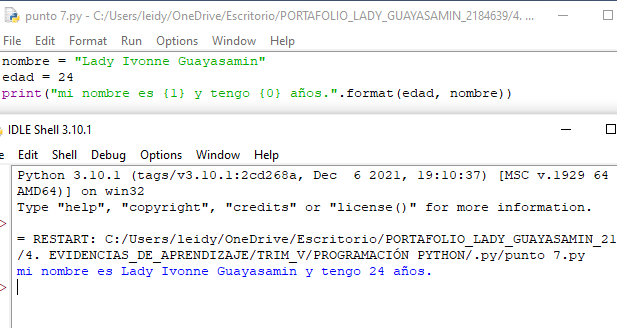 punto 7.py - C:/Users/leidy/OneDrive/Escritorio/PORTAFOLIO_LADY_GUAYASAMIN_2184639/4. ...
File Edit Format Run Options Window Help
nombre = "Lady Ivonne Guayasamin"
edad = 24
print("mi nombre es {1} y tengo {0} años.".format(edad, nombre))
IDLE Shell 3.10.1
e Edit Shell Debug Options Window Help
Python 3.10.1 (tags/v3.10.1:2cd268a, Dec  6 2021, 19:10:37) [MSC v.1929 64
AMD64)] on win32
Type "help", "copyright", "credits" or "license()" for more information.
= RESTART: C:/Users/leidy/OneDrive/Escritorio/PORTAFOLIO_LADY_GUAYASAMIN_21
/4. EVIDENCIAS_DE_APRENDIZAJE/TRIM_V/PROGRAMACIÓN PYTHON/.py/punto 7.py
mi nombre es Lady Ivonne Guayasamin y tengo 24 años.